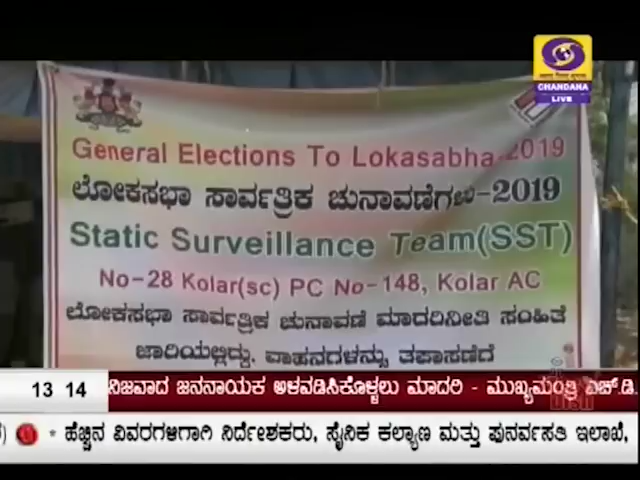 CHANDANA
LIVE
General Elections To Lokasabha-2019
ಲೋಕಸಭಾ ಸಾರ್ವತ್ರಿಕ ಚುನಾವಣೆಗಳು-2019
Static Surveillance Team(SST)
No-28 Kolar(sc) PC No-148, Kolar AC
ಲೋಕಸಭಾ ಸಾರ್ವತ್ರಿಕ ಚುನಾವಣೆ ಮಾದರಿನೀತಿ ಸಂಹಿತೆ
ಜಾರಿಯಲ್ಲಿದ್ದು, ವಾಹನಗಳನ್ನು ತಪಾಸಣೆಗೆ
13 14 ನಿಜವಾದ ಜನನಾಯಕ ಅಳವಡಿಸಿಕೊಳ್ಳಲು ಮಾದರಿ - ಮುಖ್ಯಮಂತ್ರಿ ಎಚ್.ಡಿ.
* ಹೆಚ್ಚಿನ ವಿವರಗಳಿಗಾಗಿ ನಿರ್ದೇಶಕರು, ಸೈನಿಕ ಕಲ್ಯಾಣ ಮತ್ತು ಪುನರ್ವಸತಿ ಇಲಾಖೆ,